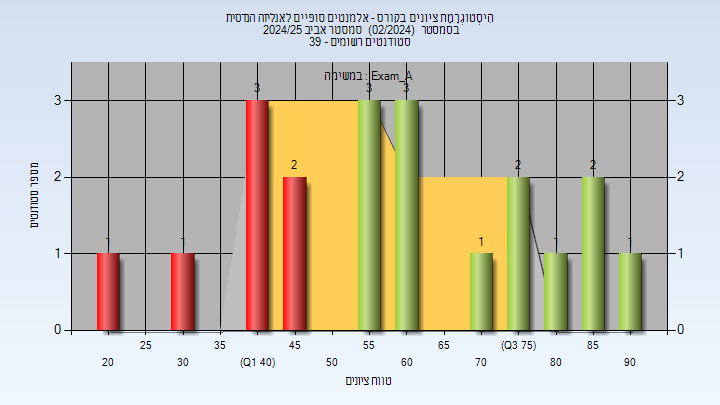 היסטוגרמת ציונים בקורס - אלמנטים סופיים לאנליזה הנדסית
בסמסטר (02/2024) סמסטר אביב 2024/25
סטודנטים רשומים - 39
במשימה : Exam_A
3 3 3
3 3
2 2 2
2 2
1 1 1 1 1
1 1
0 0
מספר סטודנטים
25 35 45 55 65 (Q3 75) 85
20 30 (Q1 40) 50 60 70 80 90
טווח ציונים